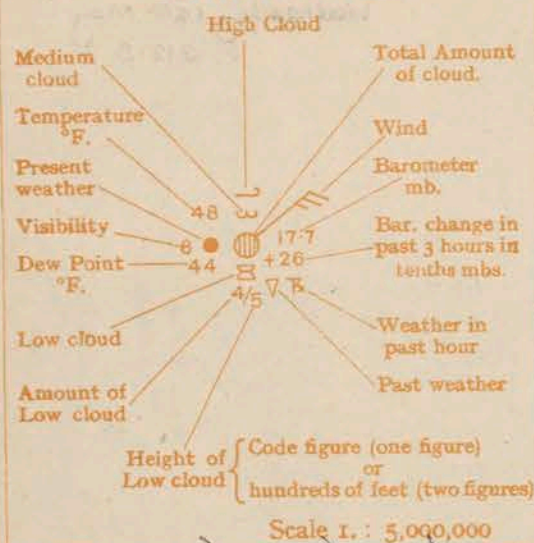 High Cloud
Medium
cloud
Total Amount
of cloud.
Temperature
°F.
Wind
Present
weather
Barometer
mb.
48
Visibility
8
17·7
Bar. change in
past 3 hours in
tenths mbs.
+26
Dew Point
°F.
44
4/5
Low cloud
Weather in
past hour
Amount of
Low cloud
Past weather
Height of
Low cloud
Code figure (one figure)
or
hundreds of feet (two figures)
Scale 1. : 5,000,000